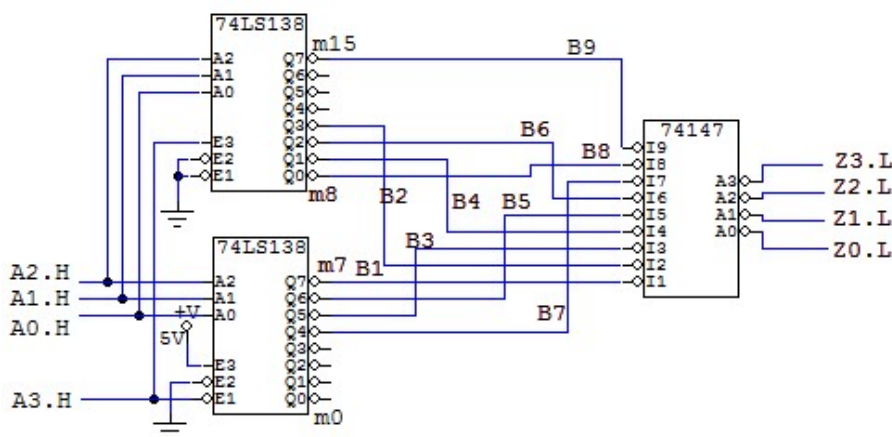 74LS138
m15
A2
A1
A0
E3
E2
E1
Q7
Q6
Q5
Q4
Q3
Q2
Q1
Q0
m8
B9
B6
B8
B2
B4
B5
74147
I9
I8
I7
I6
I5
I4
I3
I2
I1
A3
A2
A1
A0
Z3.L
Z2.L
Z1.L
Z0.L
74LS138
m7
B1
B3
B7
A2.H
A1.H
A0.H
A3.H
+V
5V
A2
A1
A0
E3
E2
E1
Q7
Q6
Q5
Q4
Q3
Q2
Q1
Q0
m0